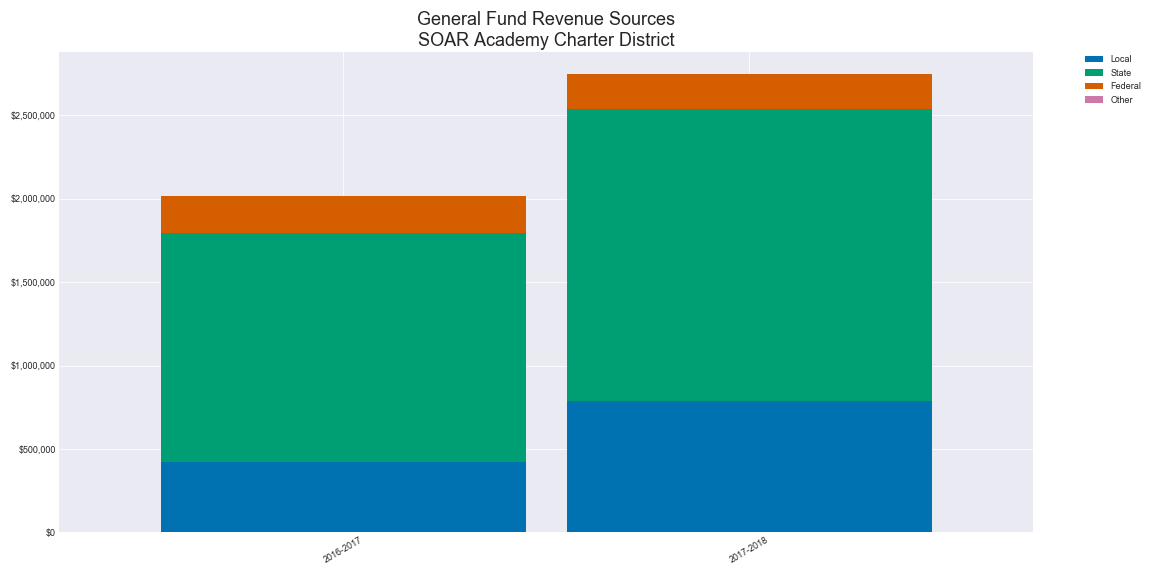 General Fund Revenue Sources
SOAR Academy Charter District
Local
State
Federal
Other
$2,500,000
$2,000,000
$1,500,000
$1,000,000
$500,000
$0
2016-2017
2017-2018